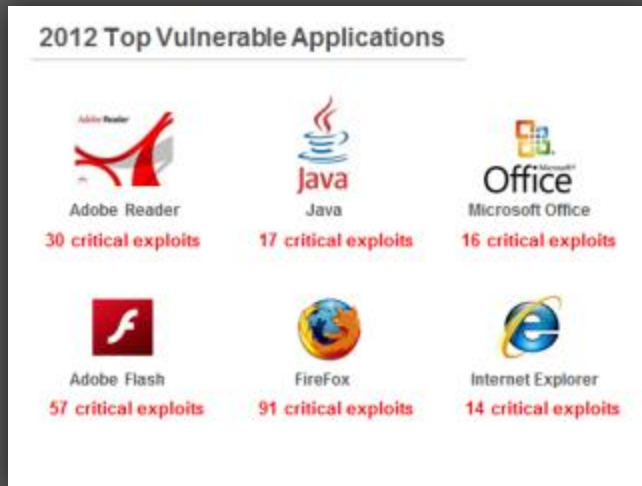 2012 Top Vulnerable Applications
Adobe Reader
Java
Microsoft
Office
Adobe Reader
Java
Microsoft Office
30 critical exploits
17 critical exploits
16 critical exploits
Adobe Flash
FireFox
Internet Explorer
57 critical exploits
91 critical exploits
14 critical exploits